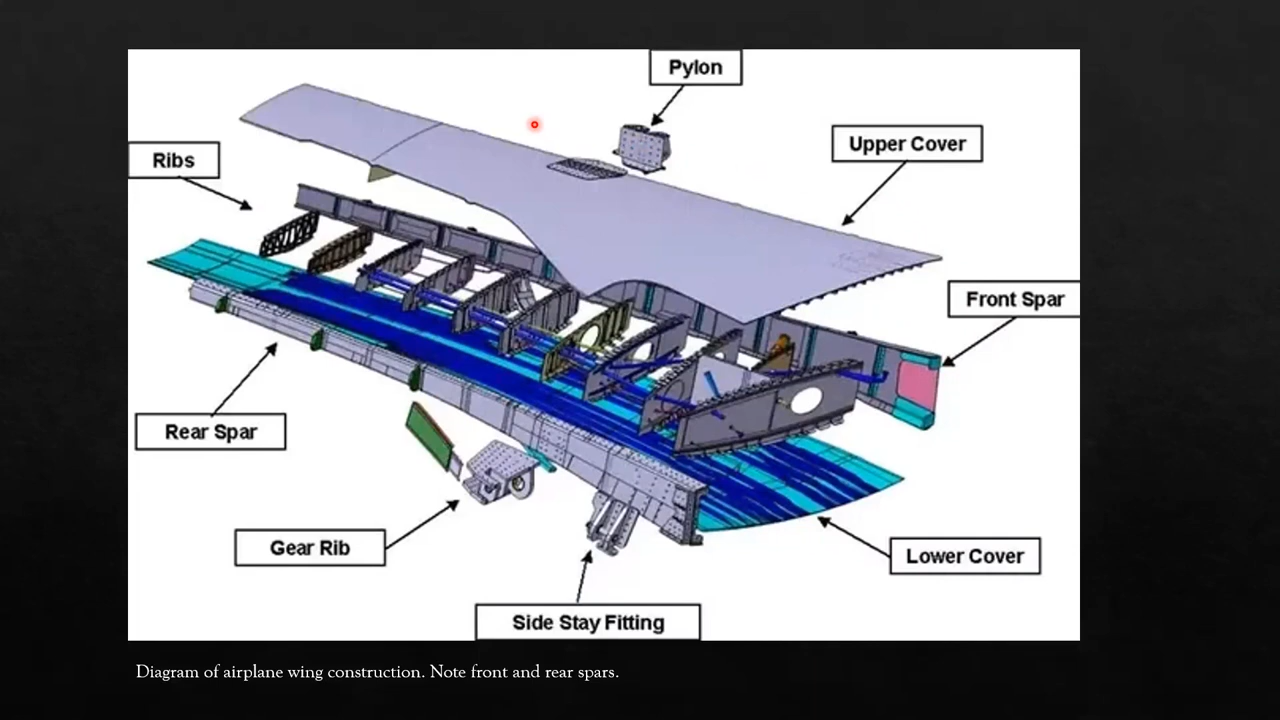 Pylon
Upper Cover
Ribs
Front Spar
Rear Spar
Gear Rib
Lower Cover
Side Stay Fitting
Diagram of airplane wing construction. Note front and rear spars.